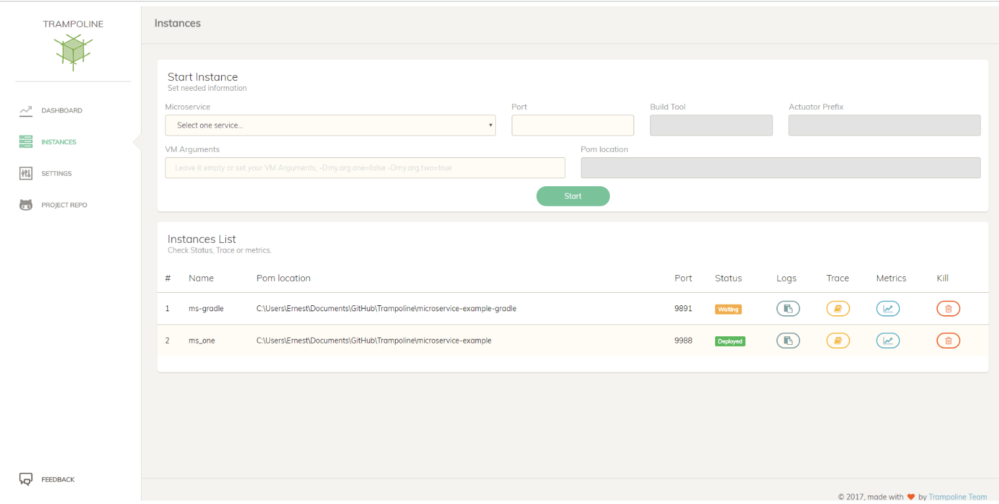 TRAMPOLINE
DASHBOARD
INSTANCES
SETTINGS
PROJECT REPO
FEEDBACK
Instances
Start Instance
Set needed information
Microservice Port Build Tool Actuator Prefix
Select one service...
VM Arguments Pom location
Leave it empty or set your VM Arguments, -Dmy.arg.one=false -Dmy.arg.two=true
Start
Instances List
Check Status, Trace or metrics.
# Name Pom location Port Status Logs Trace Metrics Kill
1 ms-gradle C:\Users\Ernest\Documents\GitHub\Trampoline\microservice-example-gradle 9891 Waiting
2 ms_one C:\Users\Ernest\Documents\GitHub\Trampoline\microservice-example 9988 Deployed
© 2017, made with by Trampoline Team